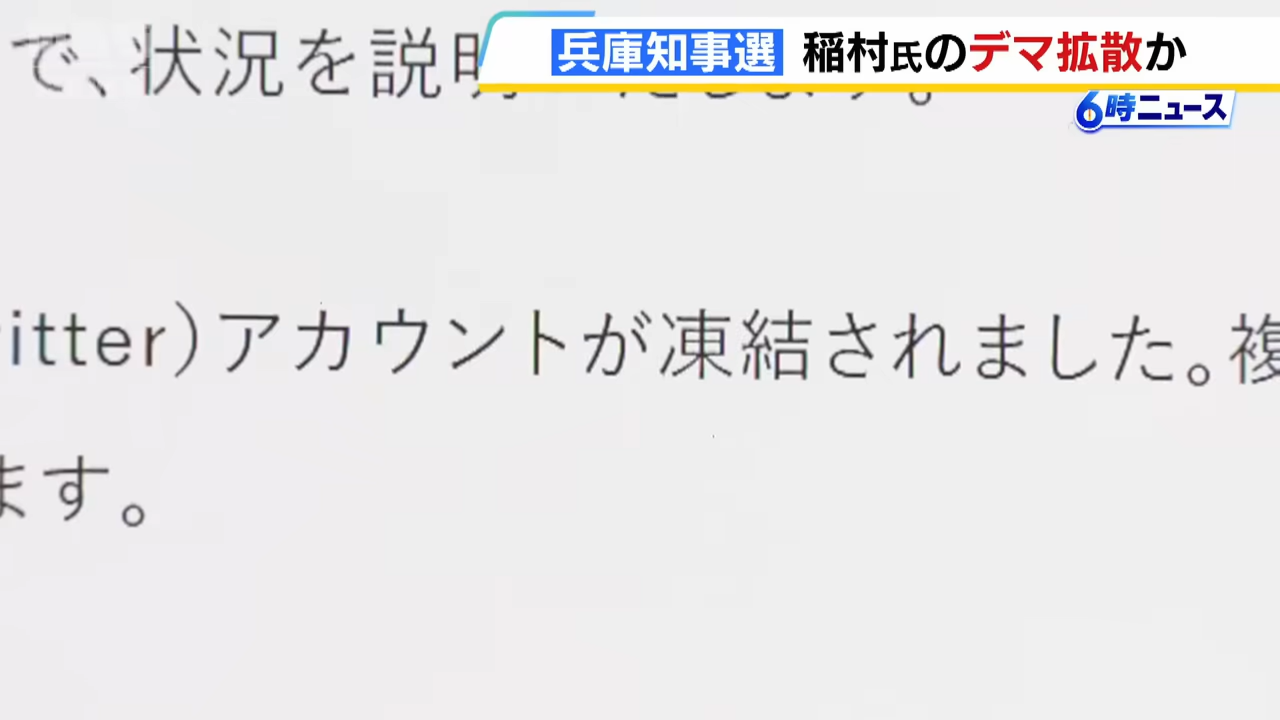 兵庫知事選 稲村氏のデマ拡散か
6時ニュース
で、状況を説明
itter)アカウントが凍結されました。複
ます。